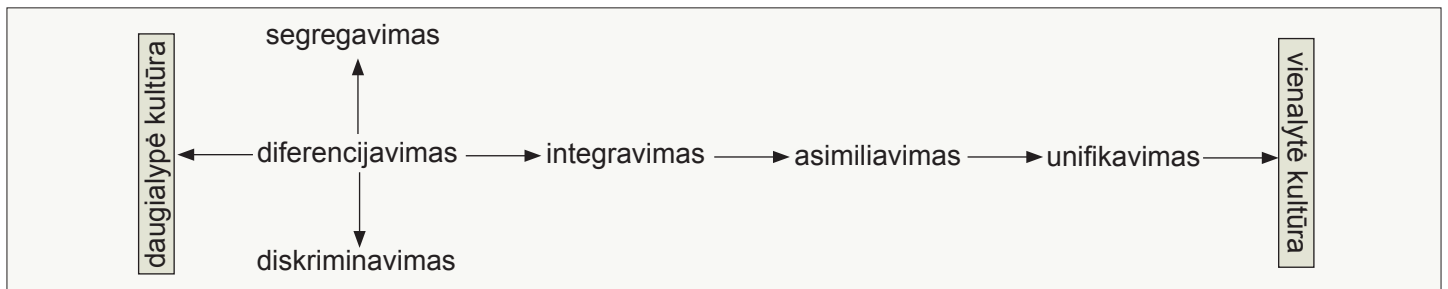 segregavimas
daugialypė kultūra
diferencijavimas
integravimas
asimiliavimas
unifikavimas
vienalytė kultūra
diskriminavimas